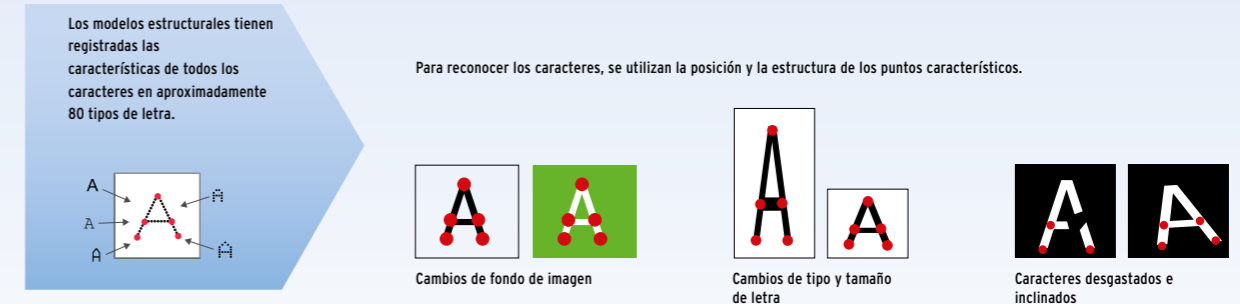 Los modelos estructurales tienen
registradas las
características de todos los
caracteres en aproximadamente
80 tipos de letra.
A
A
A
A
A
A
Para reconocer los caracteres, se utilizan la posición y la estructura de los puntos característicos.
A A
Cambios de fondo de imagen
A A
Cambios de tipo y tamaño
de letra
A A
Caracteres desgastados e
inclinados